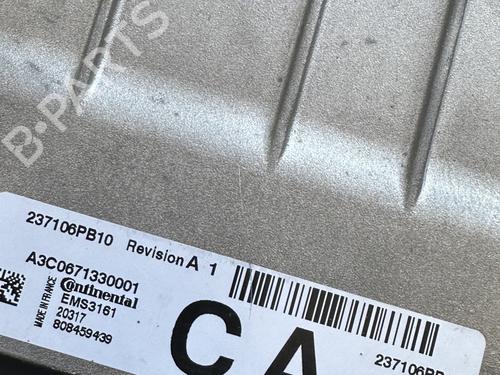 B-PARTS
237106PB10 Revision A 1
A3C0671330001
MADE IN FRANCE
Continental
EMS3161
20317
808459439
CA
237106PB